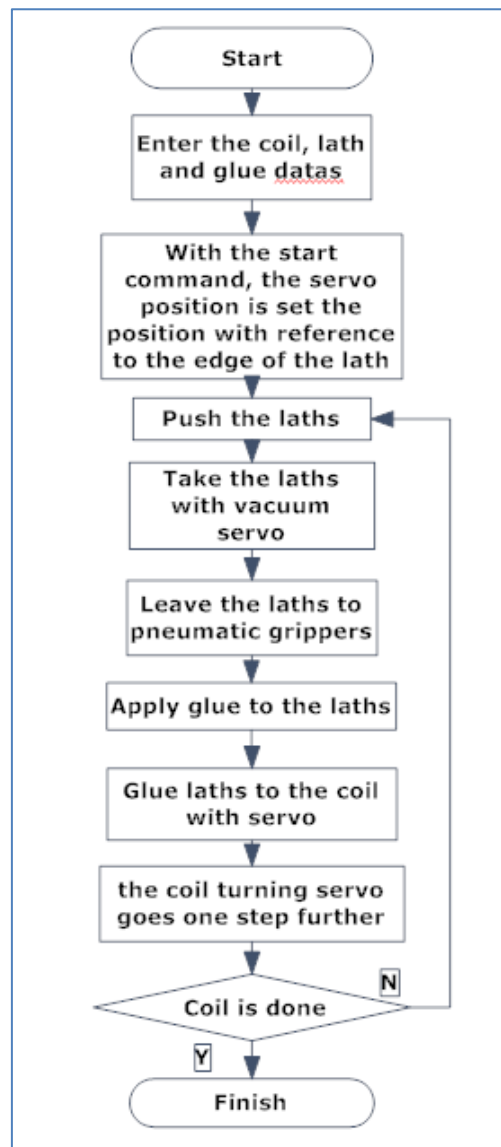 Start
Enter the coil, lath
and glue datas
With the start
command, the servo
position is set the
position with reference
to the edge of the lath
Push the laths
Take the laths
with vacuum
servo
Leave the laths to
pneumatic grippers
Apply glue to the laths
Glue laths to the coil
with servo
the coil turning servo
goes one step further
N
Coil is done
Y
Finish